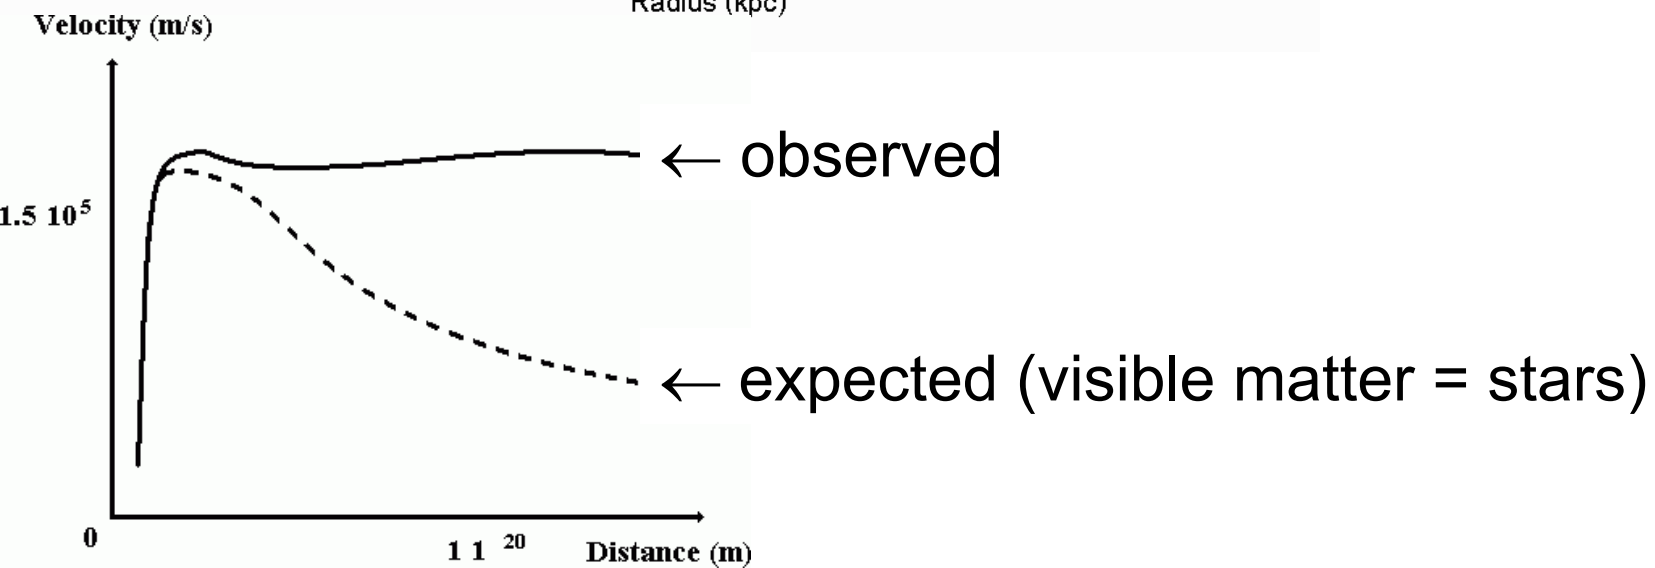 Radius (kpc)
Velocity (m/s)
← observed
1.5 10⁵
← expected (visible matter = stars)
0
1 1 ²⁰
Distance (m)